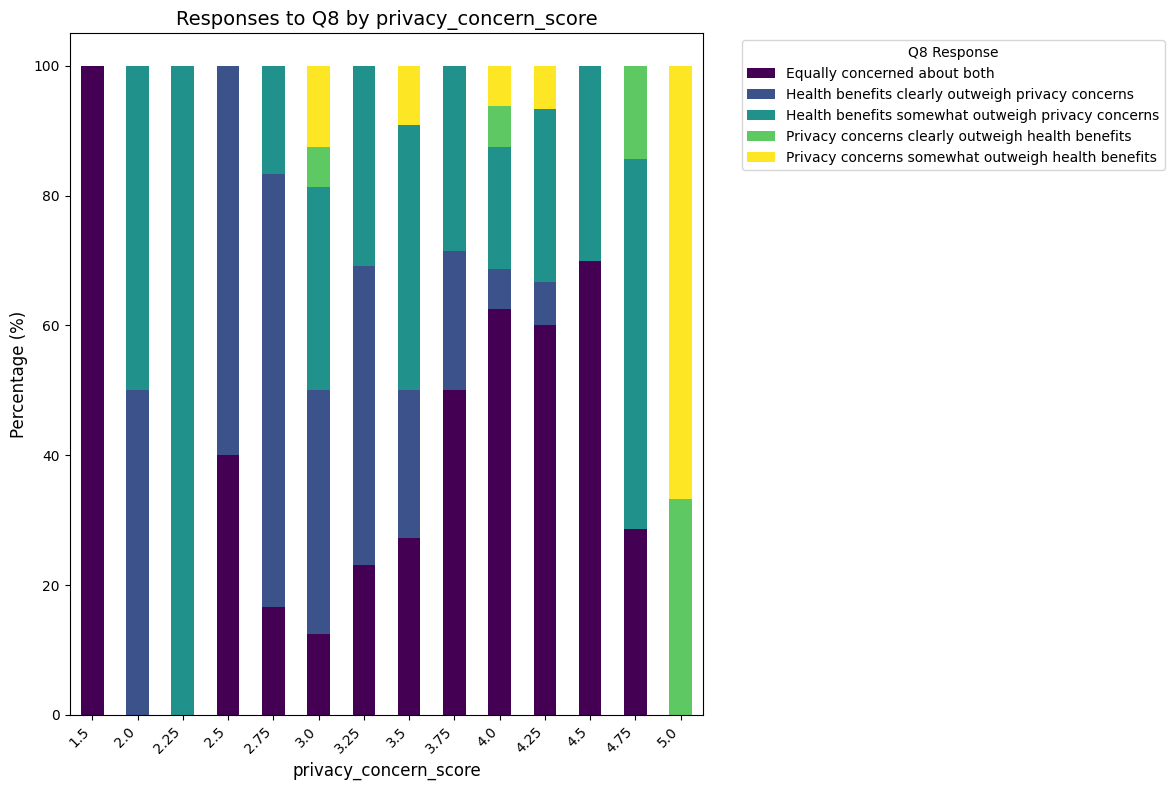 Responses to Q8 by privacy_concern_score
Q8 Response
Equally concerned about both
Health benefits clearly outweigh privacy concerns
Health benefits somewhat outweigh privacy concerns
Privacy concerns clearly outweigh health benefits
Privacy concerns somewhat outweigh health benefits
Percentage (%)
100
80
60
40
20
0
1.5 2.0 2.25 2.5 2.75 3.0 3.25 3.5 3.75 4.0 4.25 4.5 4.75 5.0
privacy_concern_score